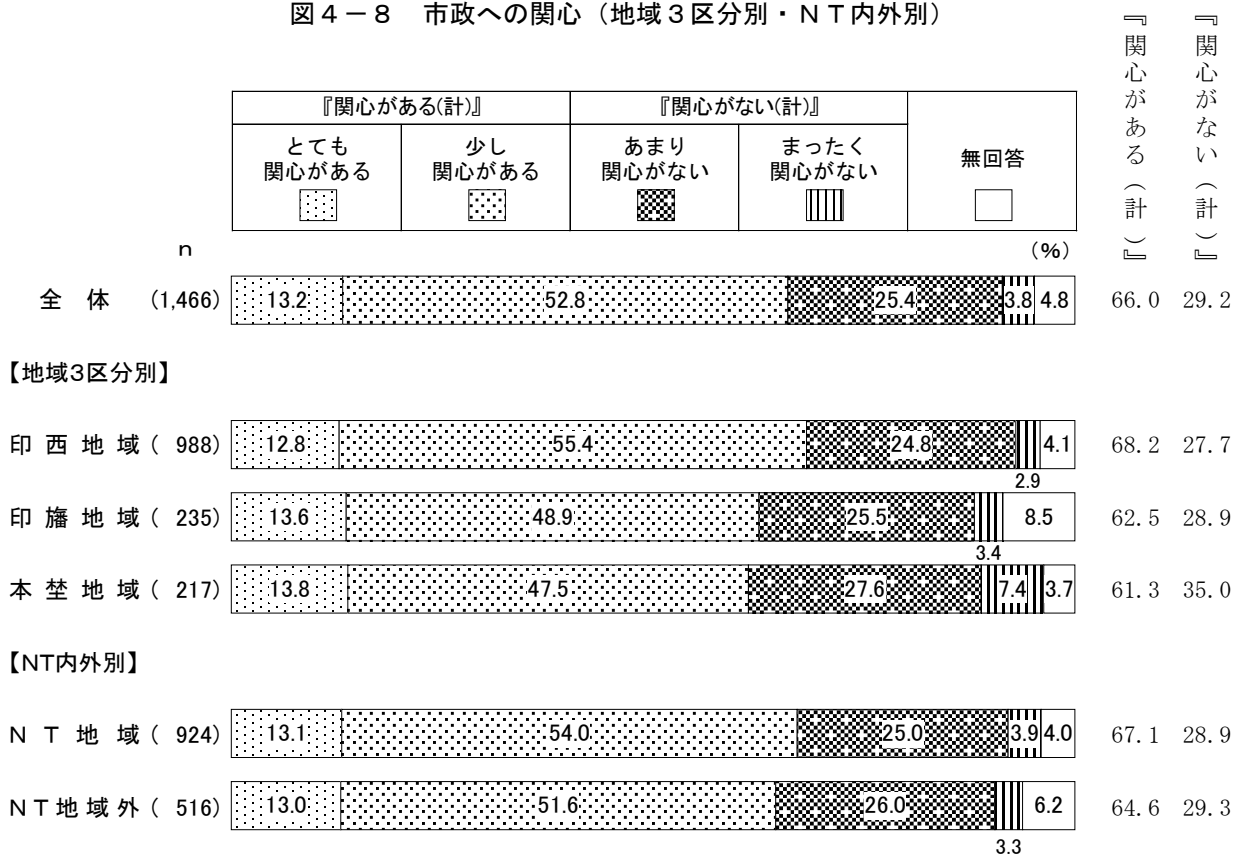 図４－８　市政への関心（地域３区分別・ＮＴ内外別）
『関心がある（計）』
『関心がない（計）』
『関心がある(計)』 『関心がない(計)』
とても
関心がある
少し
関心がある
あまり
関心がない
まったく
関心がない
無回答
n (%)
全 体 (1,466) 13.2 52.8 25.4 3.8 4.8 66.0 29.2
【地域3区分別】
印 西 地 域 ( 988) 12.8 55.4 24.8 4.1 68.2 27.7
2.9
印 旛 地 域 ( 235) 13.6 48.9 25.5 8.5 62.5 28.9
3.4
本 埜 地 域 ( 217) 13.8 47.5 27.6 7.4 3.7 61.3 35.0
【NT内外別】
Ｎ Ｔ 地 域 ( 924) 13.1 54.0 25.0 3.9 4.0 67.1 28.9
ＮＴ地 域 外 ( 516) 13.0 51.6 26.0 6.2 64.6 29.3
3.3